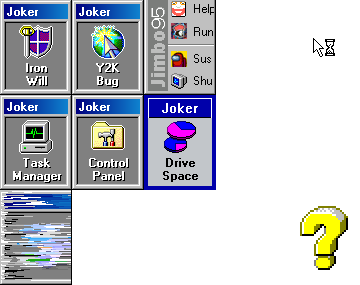 Joker
Iron
Will
Joker
Y2K
Bug
Jimbo95
Help
Run
Sus
Shu
Joker
Task
Manager
Joker
Control
Panel
Joker
Drive
Space